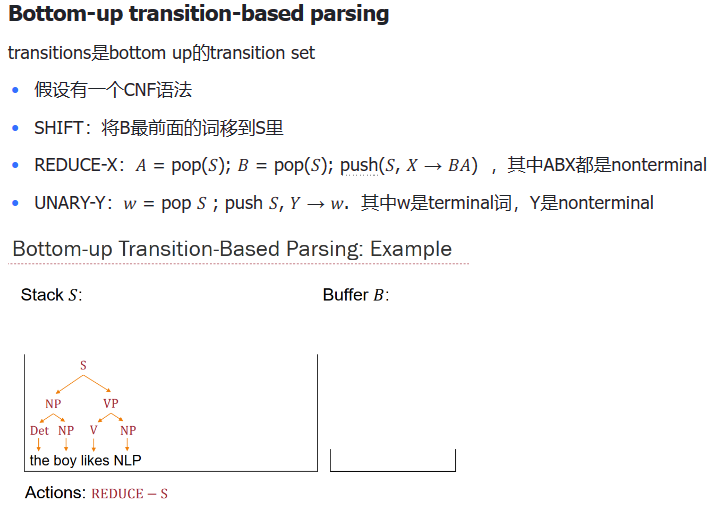 Bottom-up transition-based parsing
transitions是bottom up的transition set
假设有一个CNF语法
SHIFT：将B最前面的词移到S里
REDUCE-X：A = pop(S); B = pop(S); push(S, X → BA) ，其中ABX都是nonterminal
UNARY-Y：w = pop S ; push S, Y → w. 其中w是terminal词，Y是nonterminal
Bottom-up Transition-Based Parsing: Example
Stack S: Buffer B:
S
NP VP
Det NP V NP
the boy likes NLP
Actions: REDUCE – S